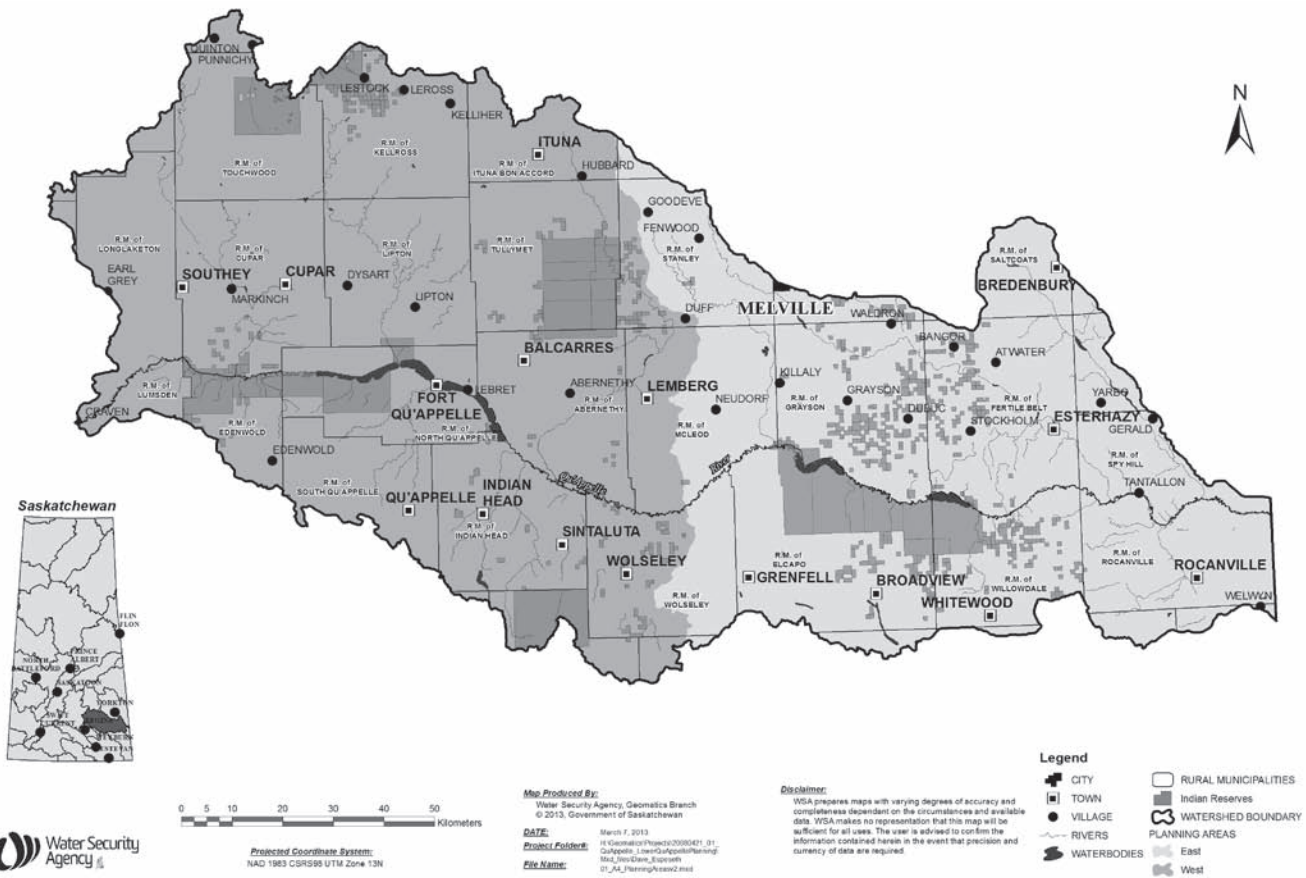 QUINTON
PUNNICHY
LESTOCK
LEROSS
KELLIHER
N
R.M. of
TOUCHWOOD
R.M. of
KELLROSS
ITUNA
R.M. of
ITUNA BON ACCORD
HUBBARD
GOODEVE
FENWOOD
R.M. of
STANLEY
R.M. of
LONGLAKETON
R.M. of
CUPAR
R.M. of
LIPTON
R.M. of
TULLYMET
R.M. of
SALTCOATS
BREDENBURY
EARL
GREY
SOUTHEY
MARKINCH
CUPAR
DYSART
LIPTON
DUFF
MELVILLE
WALDRON
BANGOR
ATWATER
BALCARRES
KILLALY
R.M. of
LUMSDEN
CRAVEN
LEBRET
FORT
QU'APPELLE
ABERNETHY
R.M. of
ABERNETHY
LEMBERG
NEUDORF
R.M. of
GRAYSON
GRAYSON
DUBUC
R.M. of
FERTILE BELT
YARBO
STOCKHOLM
ESTERHAZY
GERALD
R.M. of
EDENWOLD
R.M. of
NORTH QU'APPELLE
R.M. of
MCLEOD
EDENWOLD
R.M. of
SPY HILL
R.M. of
SOUTH QU'APPELLE
QU'APPELLE
INDIAN
HEAD
Qu'Appelle
River
TANTALLON
R.M. of
INDIAN HEAD
SINTALUTA
WOLSELEY
R.M. of
WOLSELEY
R.M. of
ELCAPO
GRENFELL
BROADVIEW
R.M. of
WILLOWDALE
WHITEWOOD
R.M. of
ROCANVILLE
ROCANVILLE
WELWYN
Saskatchewan
FLIN
FLON
PRINCE
ALBERT
NORTH
BATTLEFORD
SASKATOON
YORKTON
SWIFT
CURRENT
REGINA
WEYBURN
ESTEVAN
0 5 10 20 30 40 50
Kilometers
Water Security
Agency
Projected Coordinate System:
NAD 1983 CSRS98 UTM Zone 13N
Map Produced By:
Water Security Agency, Geomatics Branch
© 2013, Government of Saskatchewan
DATE: March 7, 2013
Project Folder:
File Name:
Disclaimer:
WSA prepares maps with varying degrees of accuracy and
completeness dependent on the circumstances and available
data. WSA makes no representation that this map will be
sufficient for all uses. The user is advised to confirm the
information contained herein in the event that precision and
currency of data are required.
Legend
CITY
TOWN
VILLAGE
RIVERS
WATERBODIES
RURAL MUNICIPALITIES
Indian Reserves
WATERSHED BOUNDARY
PLANNING AREAS
East
West